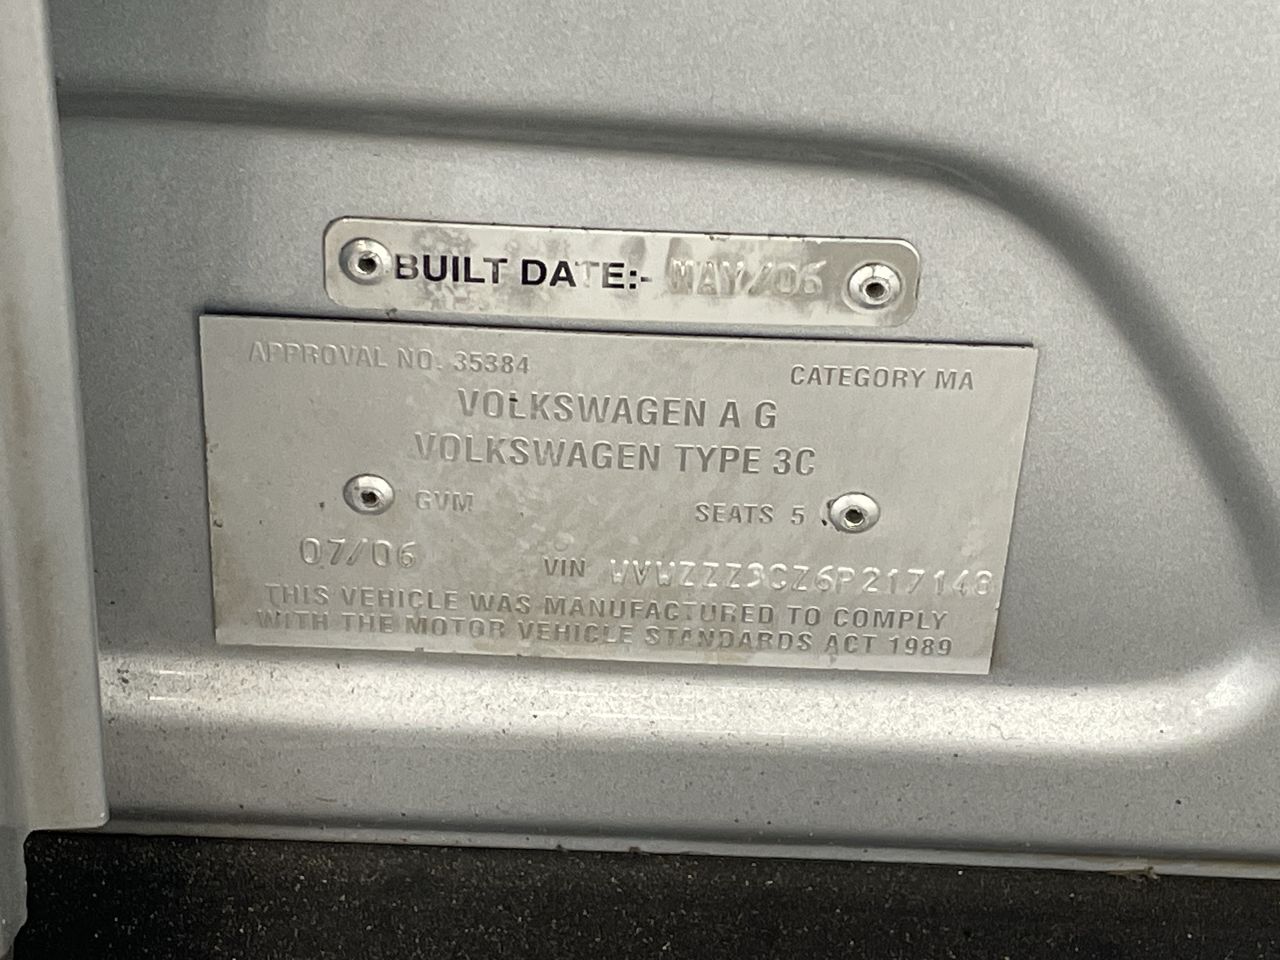 BUILT DATE:- MAY/06
APPROVAL NO. 35384 CATEGORY MA
VOLKSWAGEN A G
VOLKSWAGEN TYPE 3C
GVM SEATS 5
07/06 VIN WVWZZZ3CZ6P217148
THIS VEHICLE WAS MANUFACTURED TO COMPLY
WITH THE MOTOR VEHICLE STANDARDS ACT 1989